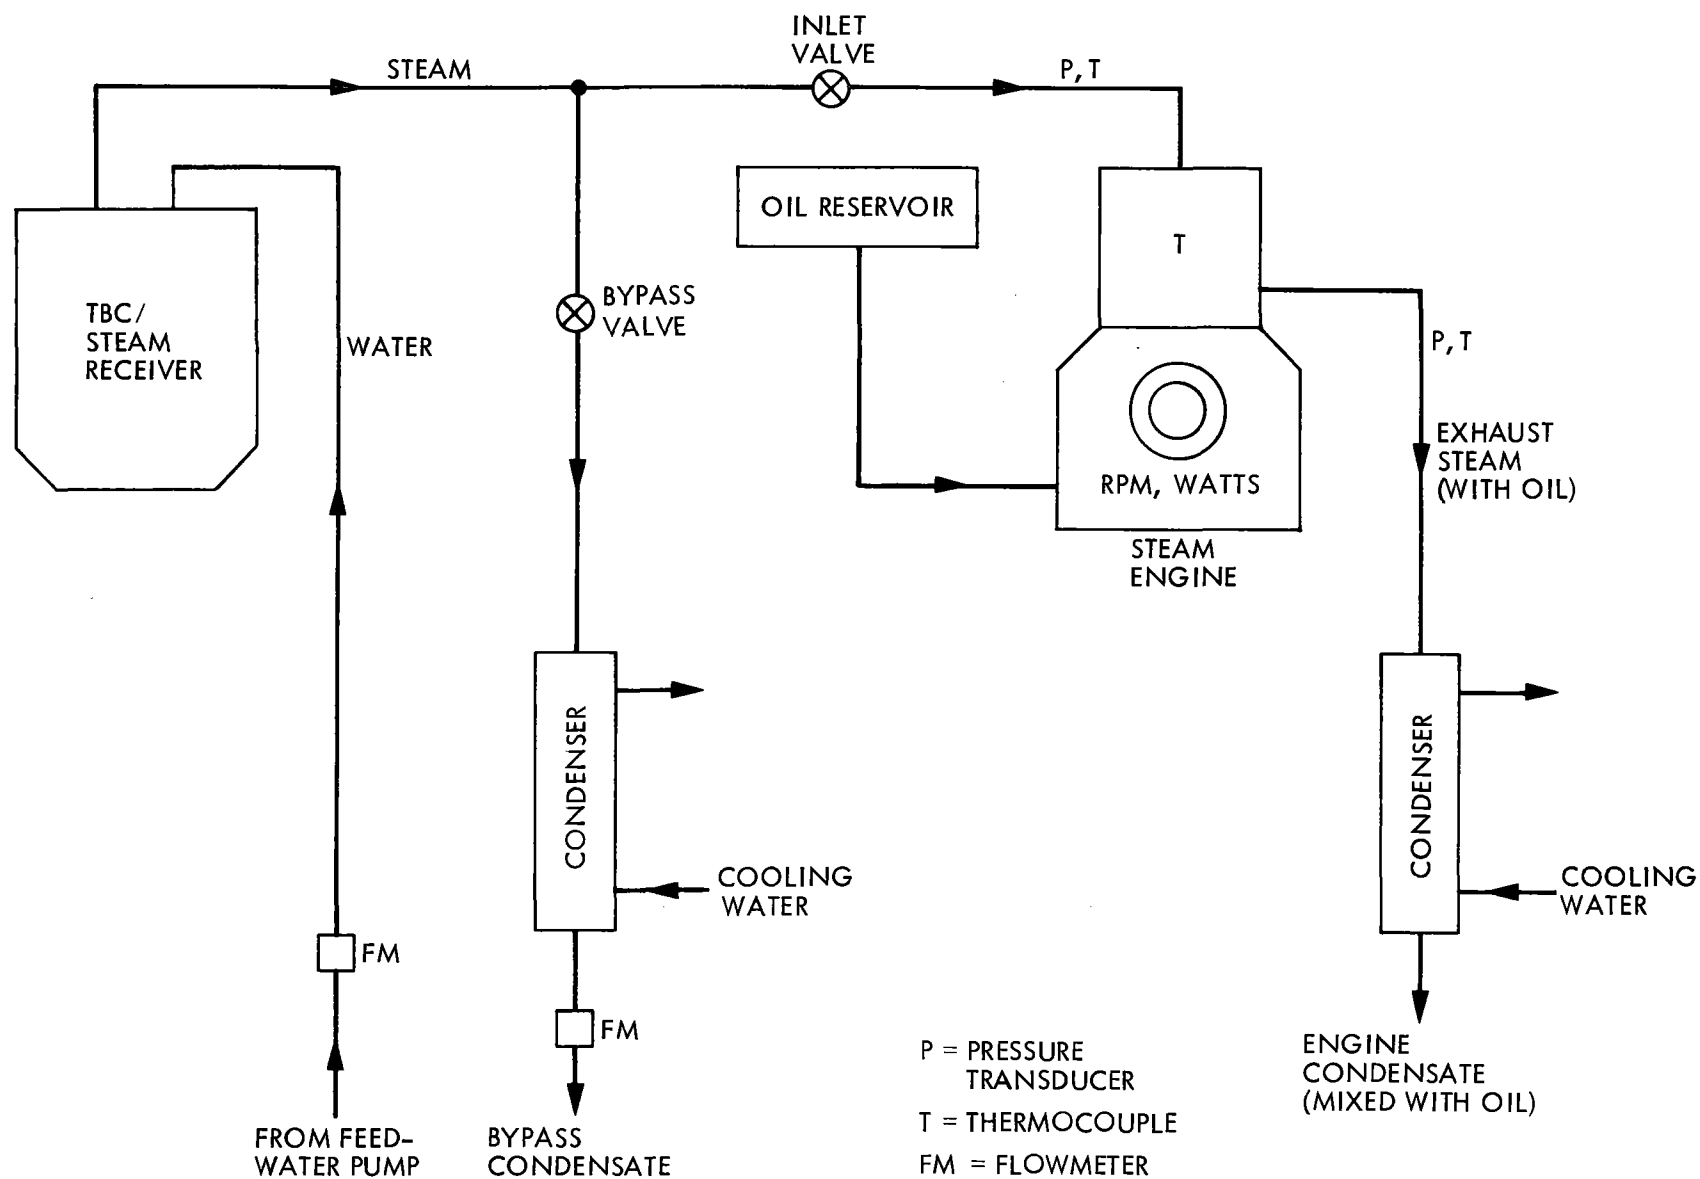 INLET
VALVE
STEAM
P, T
OIL RESERVOIR
T
TBC/
STEAM
RECEIVER
WATER
BYPASS
VALVE
P, T
EXHAUST
STEAM
(WITH OIL)
RPM, WATTS
STEAM
ENGINE
CONDENSER
COOLING
WATER
CONDENSER
COOLING
WATER
FM
FM
FROM FEED-
WATER PUMP
BYPASS
CONDENSATE
P = PRESSURE
TRANSDUCER
T = THERMOCOUPLE
FM = FLOWMETER
ENGINE
CONDENSATE
(MIXED WITH OIL)